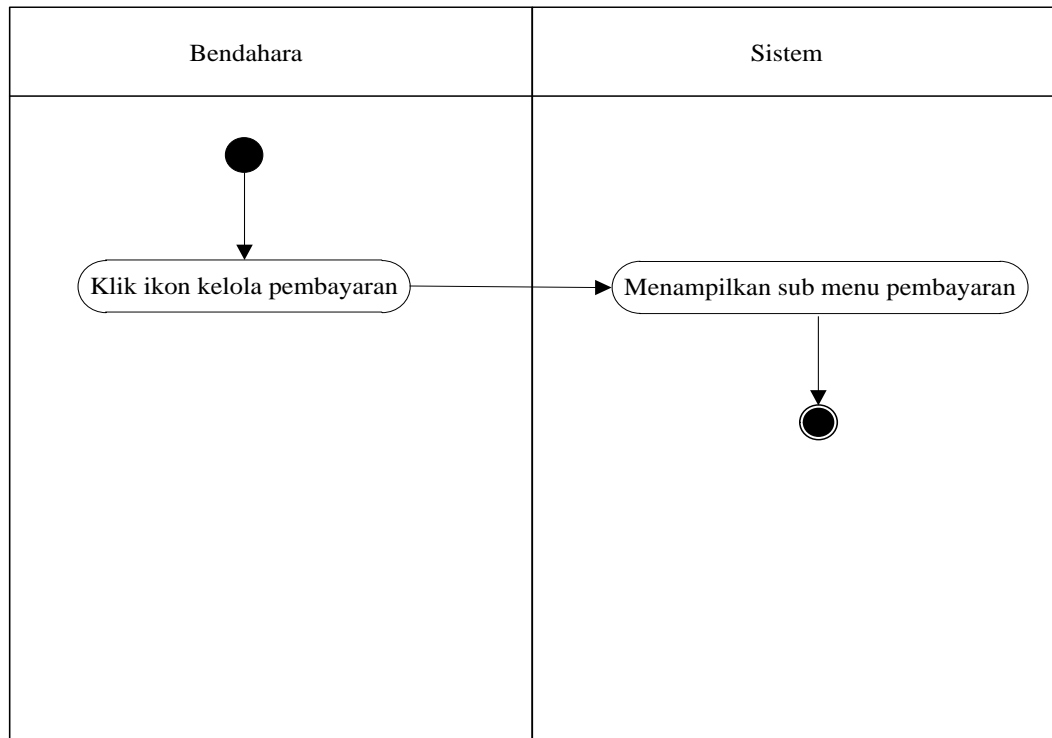 Bendahara
Sistem
Klik ikon kelola pembayaran
Menampilkan sub menu pembayaran